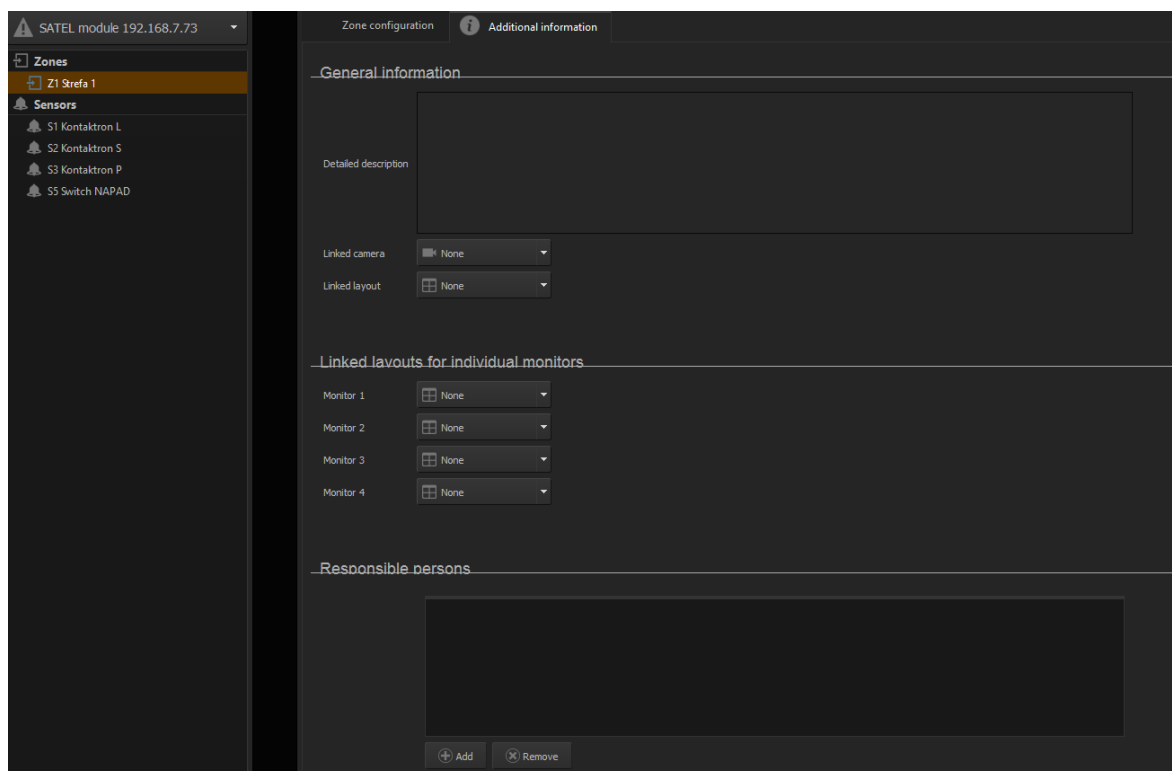 SATEL module 192.168.7.73
Zones
Z1 Strefa 1
Sensors
S1 Kontaktron L
S2 Kontaktron S
S3 Kontaktron P
S5 Switch NAPAD
Zone configuration
Additional information
General information
Detailed description
Linked camera None
Linked layout None
Linked layouts for individual monitors
Monitor 1 None
Monitor 2 None
Monitor 3 None
Monitor 4 None
Responsible persons
Add Remove